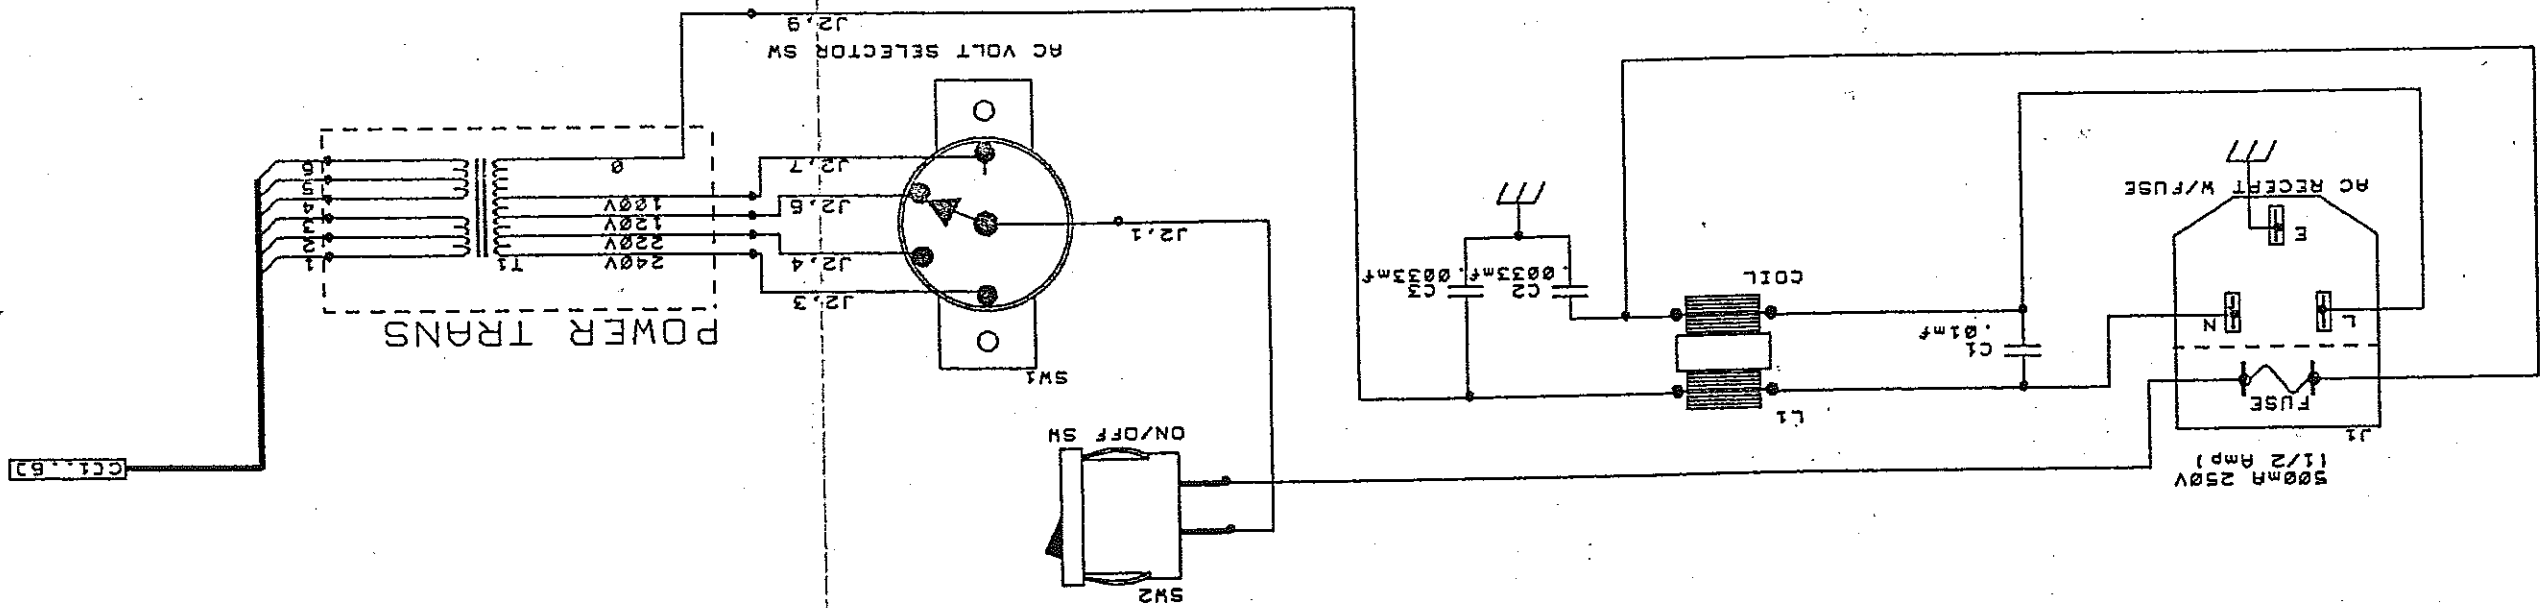 SW2
500mA 250V
(1/2 Amp)
C[1..6]
J1
ON/OFF SW
FUSE
L1
SW1
C1
.01mf
N
L
POWER TRANS
COIL
C2
.0033mf
C3
.0033mf
J2,3
J2,4
J2,6
J2,7
J2,1
E
AC RECEPT W/FUSE
T1
240V
220V
120V
100V
0
1
2
3
4
5
6
AC VOLT SELECTOR SW
J2,9